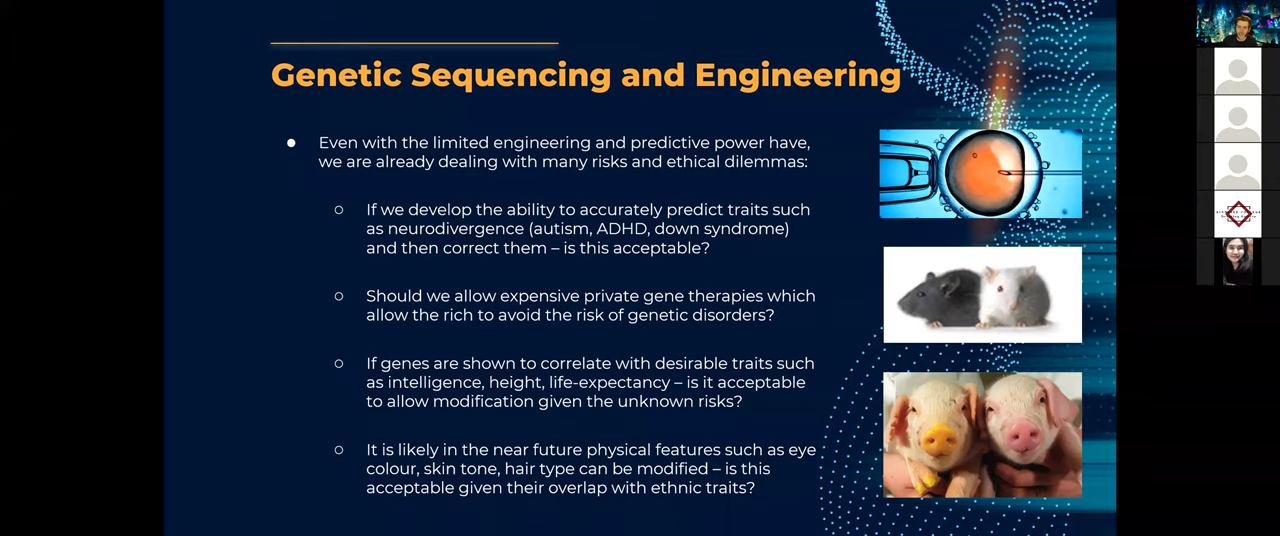 Genetic Sequencing and Engineering
Even with the limited engineering and predictive power have,
we are already dealing with many risks and ethical dilemmas:
If we develop the ability to accurately predict traits such
as neurodivergence (autism, ADHD, down syndrome)
and then correct them – is this acceptable?
Should we allow expensive private gene therapies which
allow the rich to avoid the risk of genetic disorders?
If genes are shown to correlate with desirable traits such
as intelligence, height, life-expectancy – is it acceptable
to allow modification given the unknown risks?
It is likely in the near future physical features such as eye
colour, skin tone, hair type can be modified – is this
acceptable given their overlap with ethnic traits?